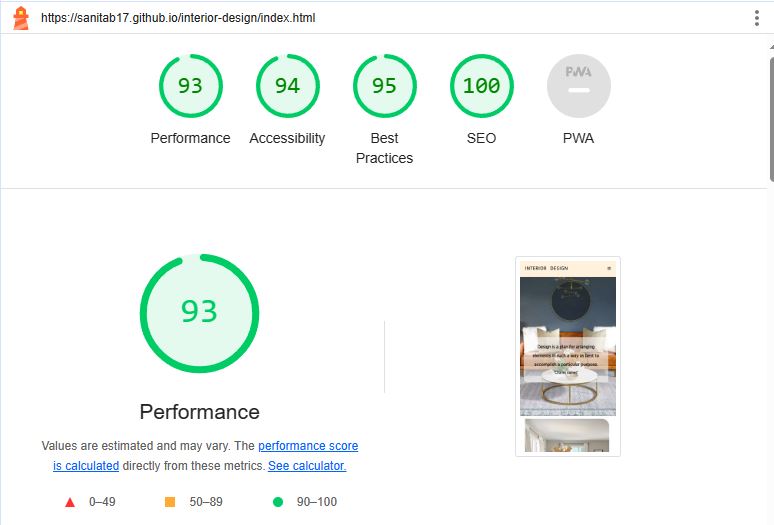 https://sanitab17.github.io/interior-design/index.html
93
94
95
100
PWA
Performance
Accessibility
Best
Practices
SEO
PWA
93
Performance
Values are estimated and may vary. The performance score
is calculated directly from these metrics. See calculator.
0–49
50–89
90–100
INTERIOR DESIGN
Design is a plan for arranging
elements in such a way as best to
accomplish a particular purpose.